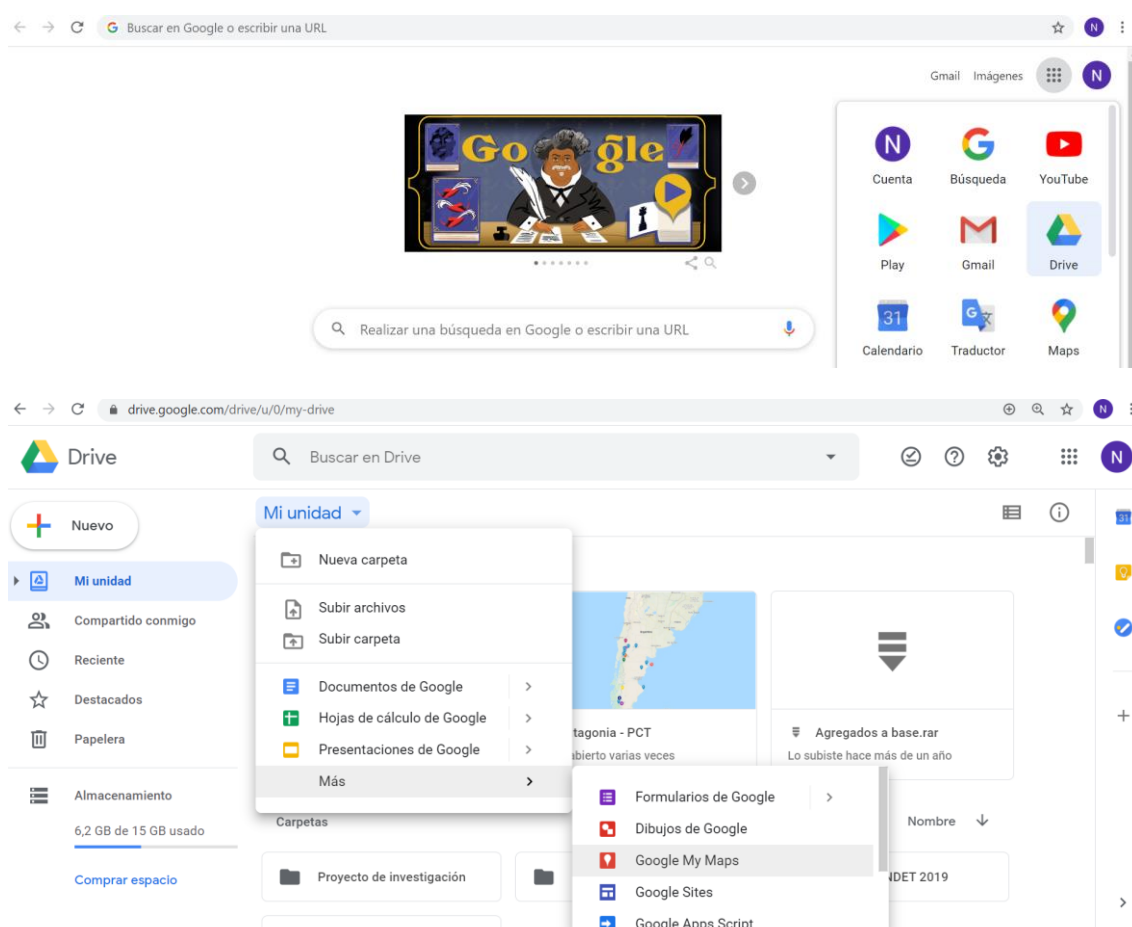 G Buscar en Google o escribir una URL
N
Gmail Imágenes
N
Google
N
Cuenta
Búsqueda
YouTube
Play
Gmail
Drive
31
Calendario
Traductor
Maps
Realizar una búsqueda en Google o escribir una URL
drive.google.com/drive/u/0/my-drive
N
Drive
Buscar en Drive
N
Nuevo
Mi unidad
31
Nueva carpeta
Mi unidad
Compartido conmigo
Subir archivos
Subir carpeta
Reciente
Destacados
Documentos de Google
Hojas de cálculo de Google
Papelera
Presentaciones de Google
tagonia - PCT
Agregados a base.rar
bierto varias veces
Lo subiste hace más de un año
Más
Almacenamiento
6,2 GB de 15 GB usado
Carpetas
Formularios de Google
Nombre
Dibujos de Google
Comprar espacio
Proyecto de investigación
Google My Maps
NDET 2019
Google Sites
Google Apps Script